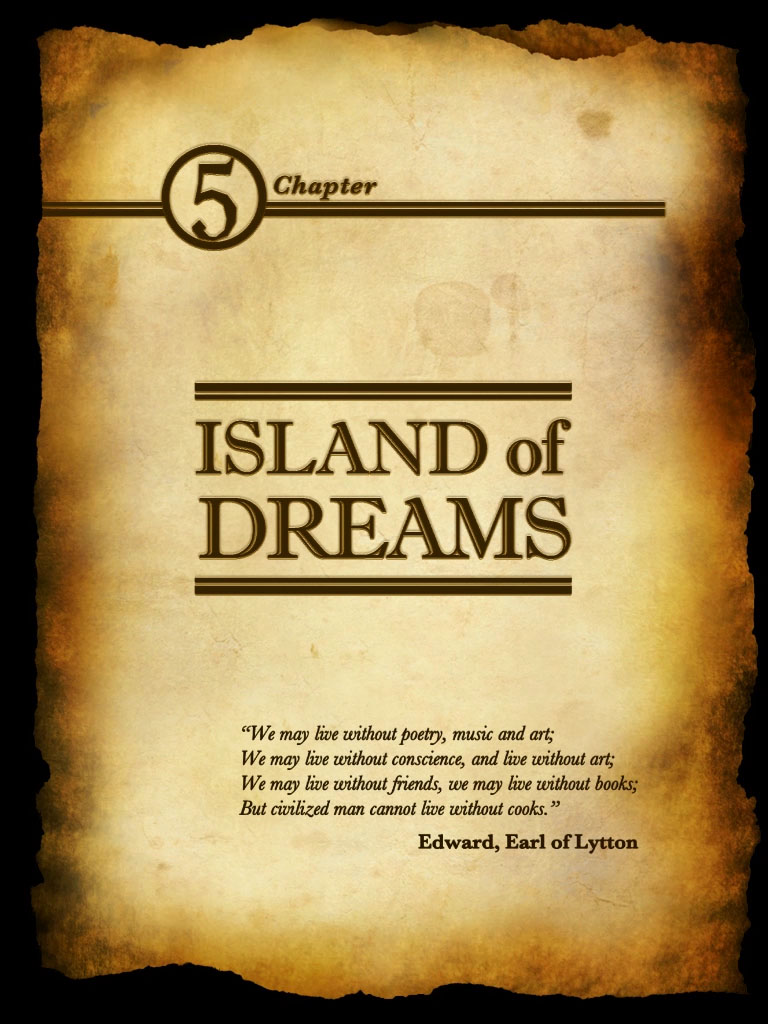 5 Chapter
ISLAND of
DREAMS
“We may live without poetry, music and art;
We may live without conscience, and live without art;
We may live without friends, we may live without books;
But civilized man cannot live without cooks.”
Edward, Earl of Lytton